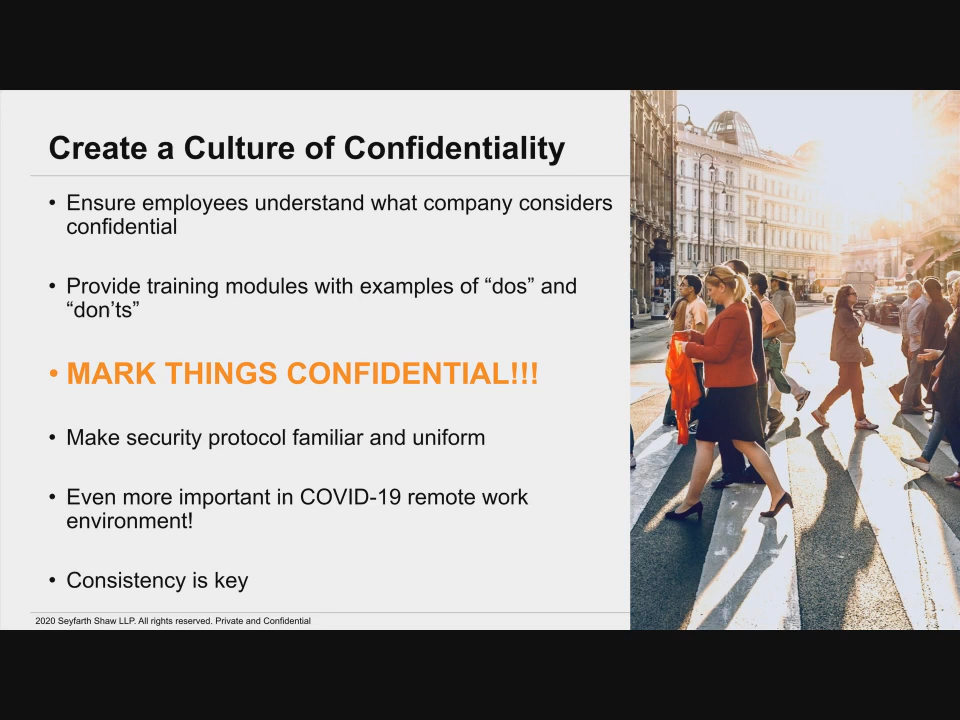 Create a Culture of Confidentiality
• Ensure employees understand what company considers
confidential
• Provide training modules with examples of “dos” and
“don’ts”
• MARK THINGS CONFIDENTIAL!!!
• Make security protocol familiar and uniform
• Even more important in COVID-19 remote work
environment!
• Consistency is key
2020 Seyfarth Shaw LLP. All rights reserved. Private and Confidential